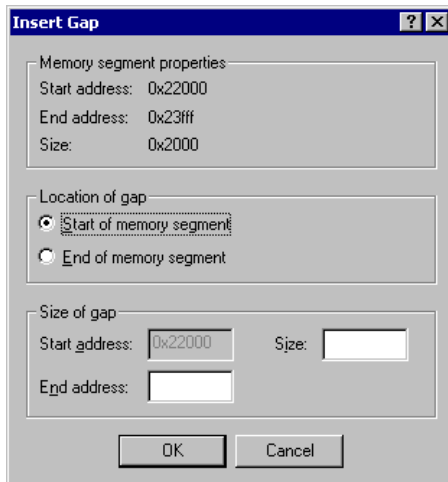 Insert Gap
Memory segment properties
Start address: 0x22000
End address: 0x23fff
Size: 0x2000
Location of gap
Start of memory segment
End of memory segment
Size of gap
Start address: 0x22000 Size:
End address:
OK Cancel